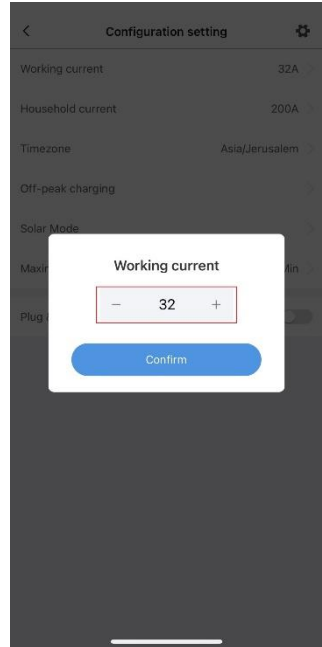 Configuration setting
Working current 32A
Household current 200A
Timezone Asia/Jerusalem
Off-peak charging
Solar Mode
Working current
− 32 +
Confirm